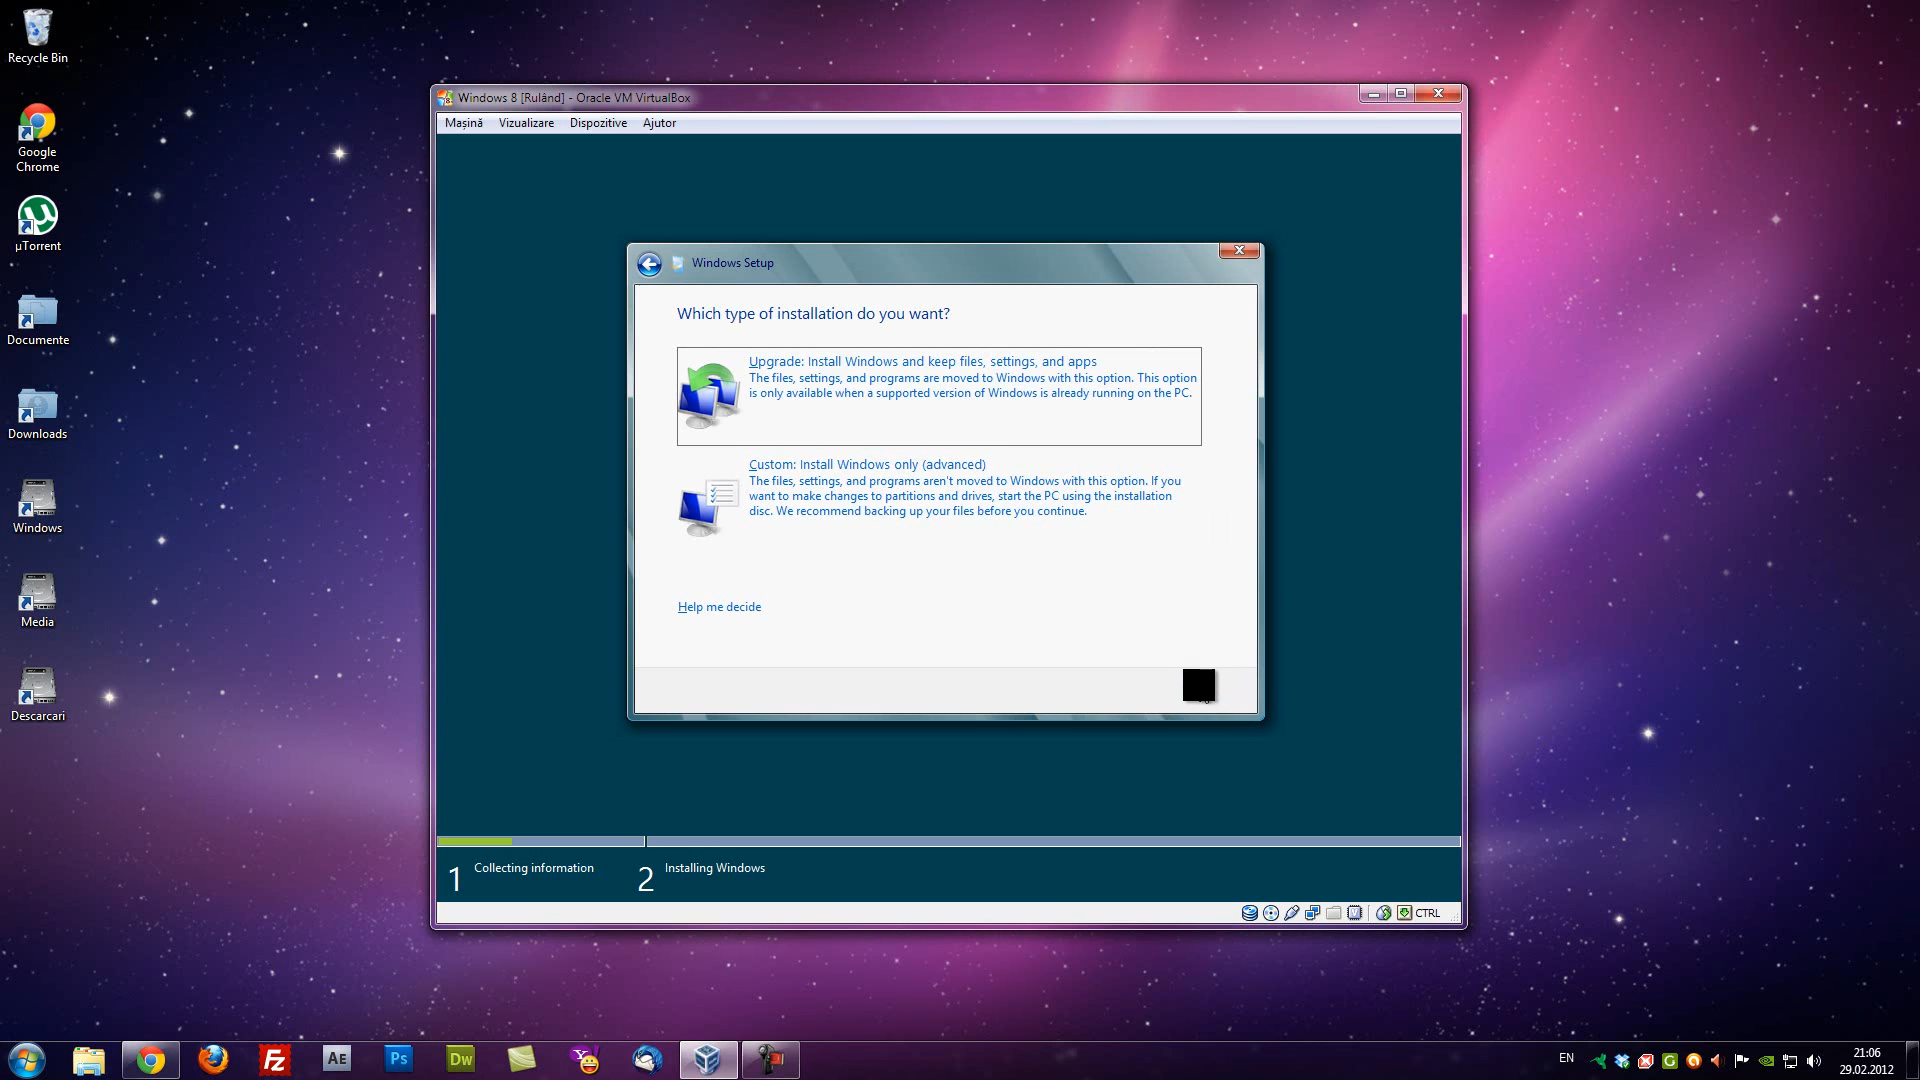 Recycle Bin
Google
Chrome
µTorrent
Documente
Downloads
Windows
Media
Descarcari
Windows 8 [Rulând] - Oracle VM VirtualBox
Mașină Vizualizare Dispozitive Ajutor
Windows Setup
Which type of installation do you want?
Upgrade: Install Windows and keep files, settings, and apps
The files, settings, and programs are moved to Windows with this option. This option
is only available when a supported version of Windows is already running on the PC.
Custom: Install Windows only (advanced)
The files, settings, and programs aren't moved to Windows with this option. If you
want to make changes to partitions and drives, start the PC using the installation
disc. We recommend backing up your files before you continue.
Help me decide
1 Collecting information 2 Installing Windows
CTRL
Fz AE Ps Dw
EN
21:06
29.02.2012